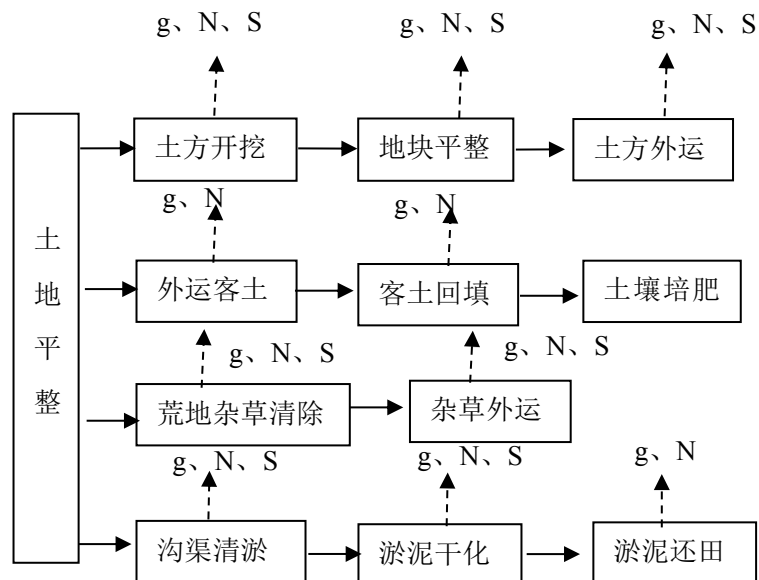 g、N、S
g、N、S
g、N、S
土地平整
土方开挖
地块平整
土方外运
g、N
g、N
外运客土
客土回填
土壤培肥
g、N、S
g、N、S
荒地杂草清除
杂草外运
g、N、S
g、N、S
g、N
沟渠清淤
淤泥干化
淤泥还田